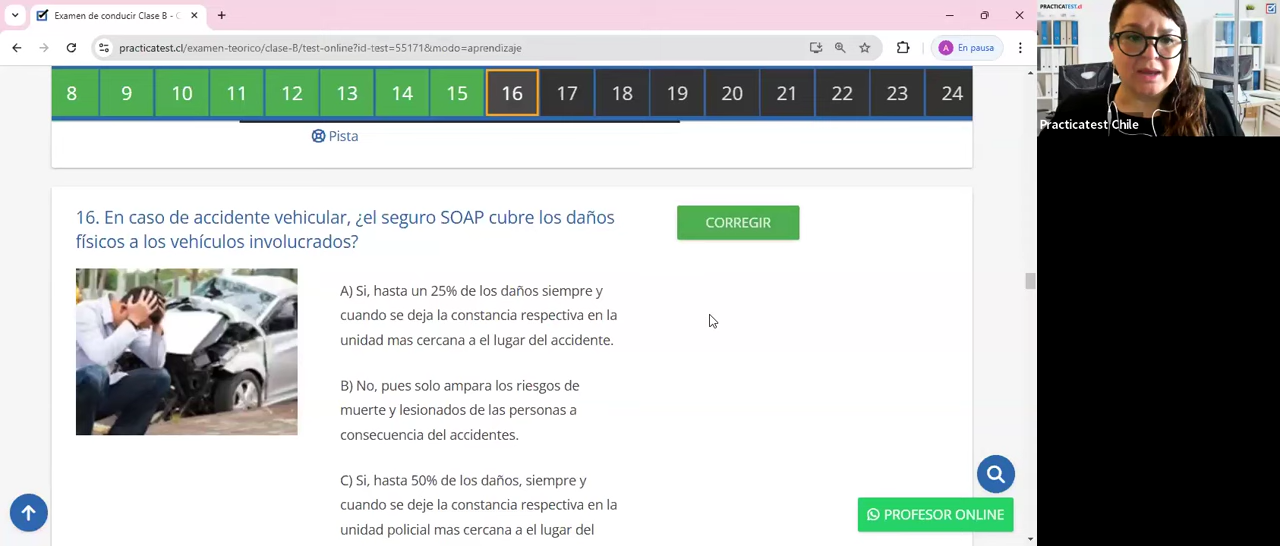 Examen de conducir Clase B - C
practicatest.cl/examen-teorico/clase-B/test-online?id-test=55171&modo=aprendizaje
A En pausa
PRACTICATEST.cl
Practicatest Chile
8 9 10 11 12 13 14 15 16 17 18 19 20 21 22 23 24
Pista
16. En caso de accidente vehicular, ¿el seguro SOAP cubre los daños
físicos a los vehículos involucrados?
CORREGIR
A) Si, hasta un 25% de los daños siempre y
cuando se deja la constancia respectiva en la
unidad mas cercana a el lugar del accidente.
B) No, pues solo ampara los riesgos de
muerte y lesionados de las personas a
consecuencia del accidentes.
C) Si, hasta 50% de los daños, siempre y
cuando se deje la constancia respectiva en la
unidad policial mas cercana a el lugar del
PROFESOR ONLINE